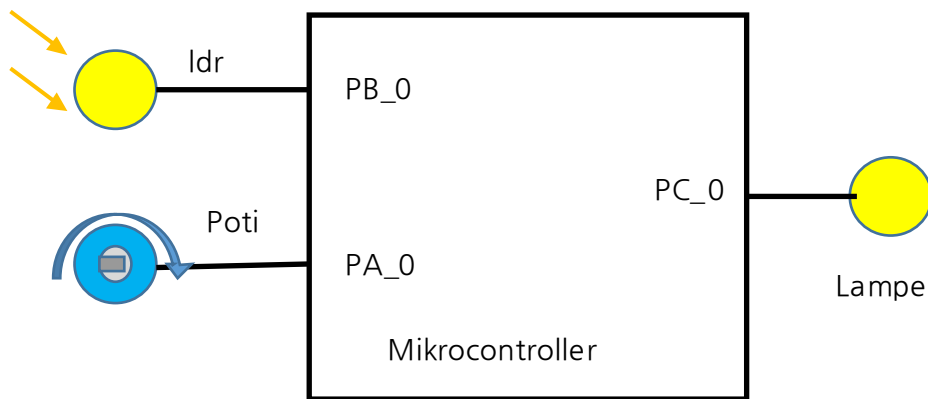 ldr
PB_0
PC_0
Poti
PA_0
Lampe
Mikrocontroller